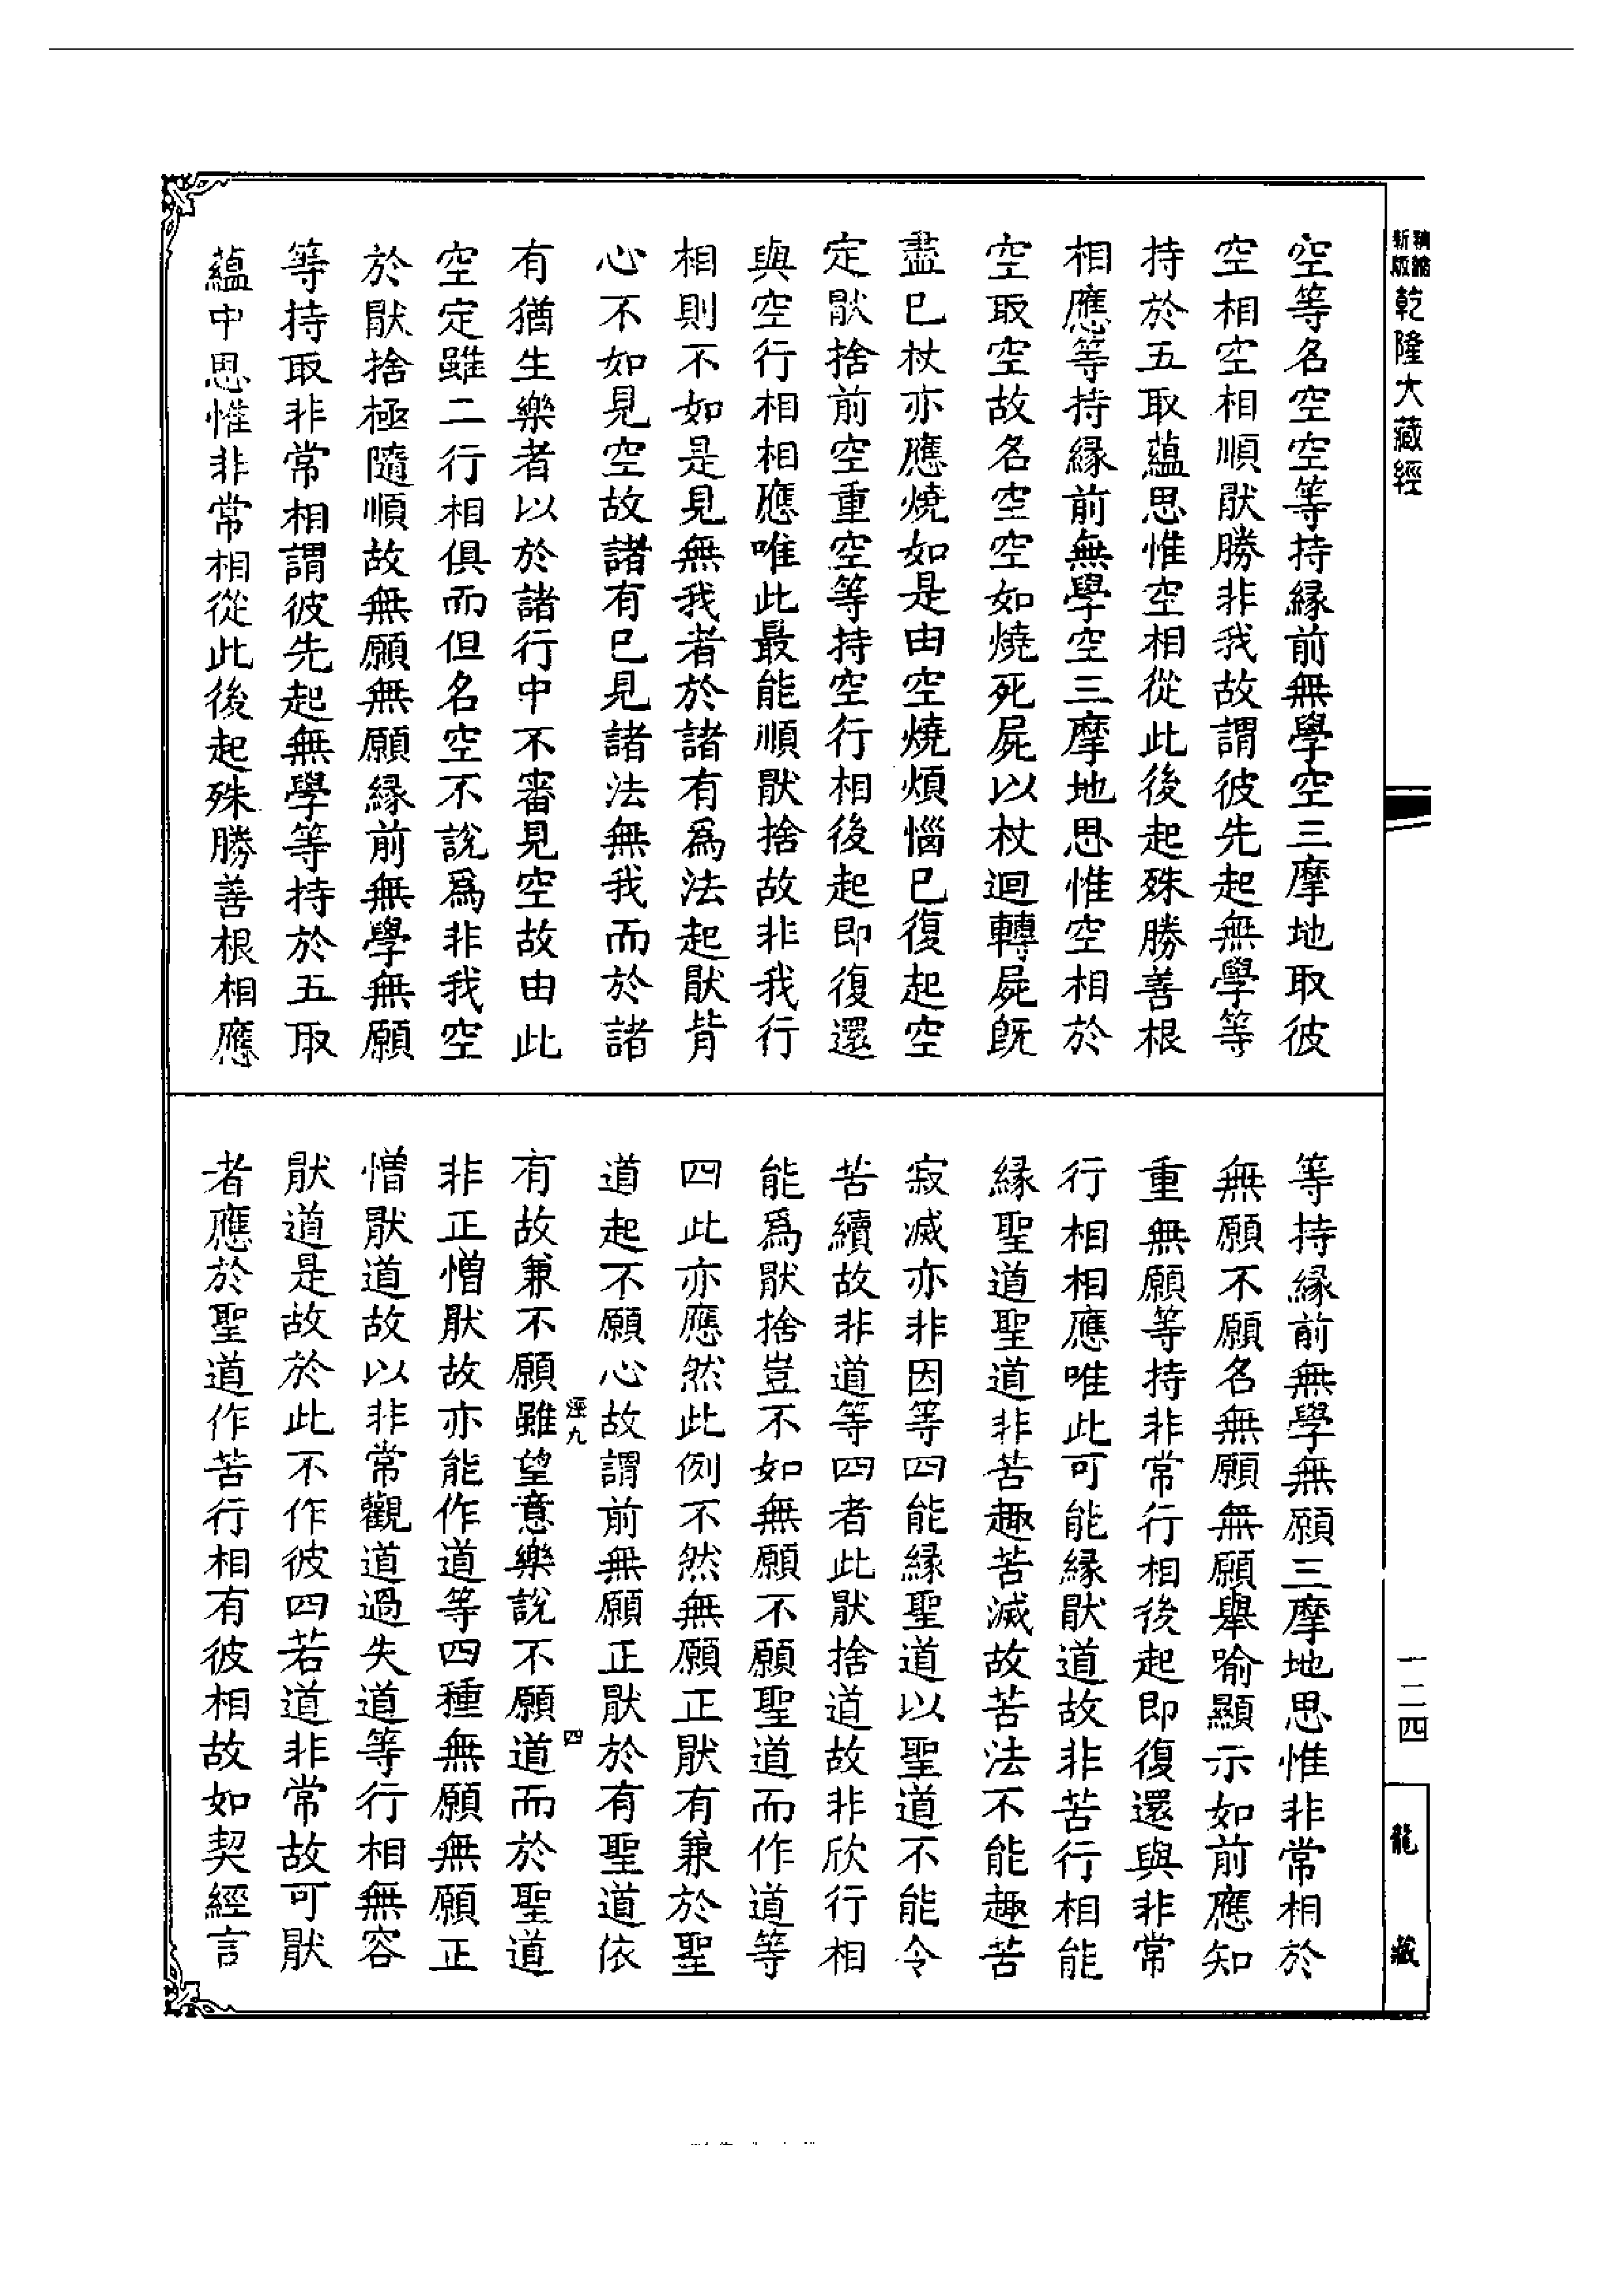 新版
精縮
乾隆大藏經
空等名空空等持縁前無學空三摩地取彼
空相空相順猒勝非我故謂彼先起無學等
持於五取蘊思惟空相從此後起殊勝善根
相應等持縁前無學空三摩地思惟空相於
空取空故名空空如燒死屍以杖迴轉屍旣
盡巳杖亦應燒如是由空燒煩惱巳復起空
定猒捨前空重空等持空行相後起即復還
與空行相相應唯此最能順猒捨故非我行
相則不如是見無我者於諸有爲法起猒背
心不如見空故諸有巳見諸法無我而於諸
有猶生樂者以於諸行中不審見空故由此
空定雖二行相俱而但名空不說爲非我空
於猒捨極隨順故無願無願縁前無學無願
等持取非常相謂彼先起無學等持於五取
蘊中思惟非常相從此後起殊勝善根相應
等持縁前無學無願三摩地思惟非常相於
無願不願名無願無願舉喻顯示如前應知
重無願等持非常行相後起即復還與非常
行相相應唯此可能縁猒道故非苦行相能
縁聖道聖道非苦趣苦滅故苦法不能趣苦
寂滅亦非因等四能縁聖道以聖道不能令
苦續故非道等四者此猒捨道故非欣行相
能爲猒捨豈不如無願不願聖道而作道等
四此亦應然此例不然無願正猒有兼於聖
道起不願心故謂前無願正猒於有聖道依
有故兼不願雖望意樂說不願道而於聖道
非正憎猒故亦能作道等四種無願無願正
憎猒道故以非常觀道過失道等行相無容
猒道是故於此不作彼四若道非常故可猒
者應於聖道作苦行相有彼相故如契經言
涇九
四
一二四
龍藏